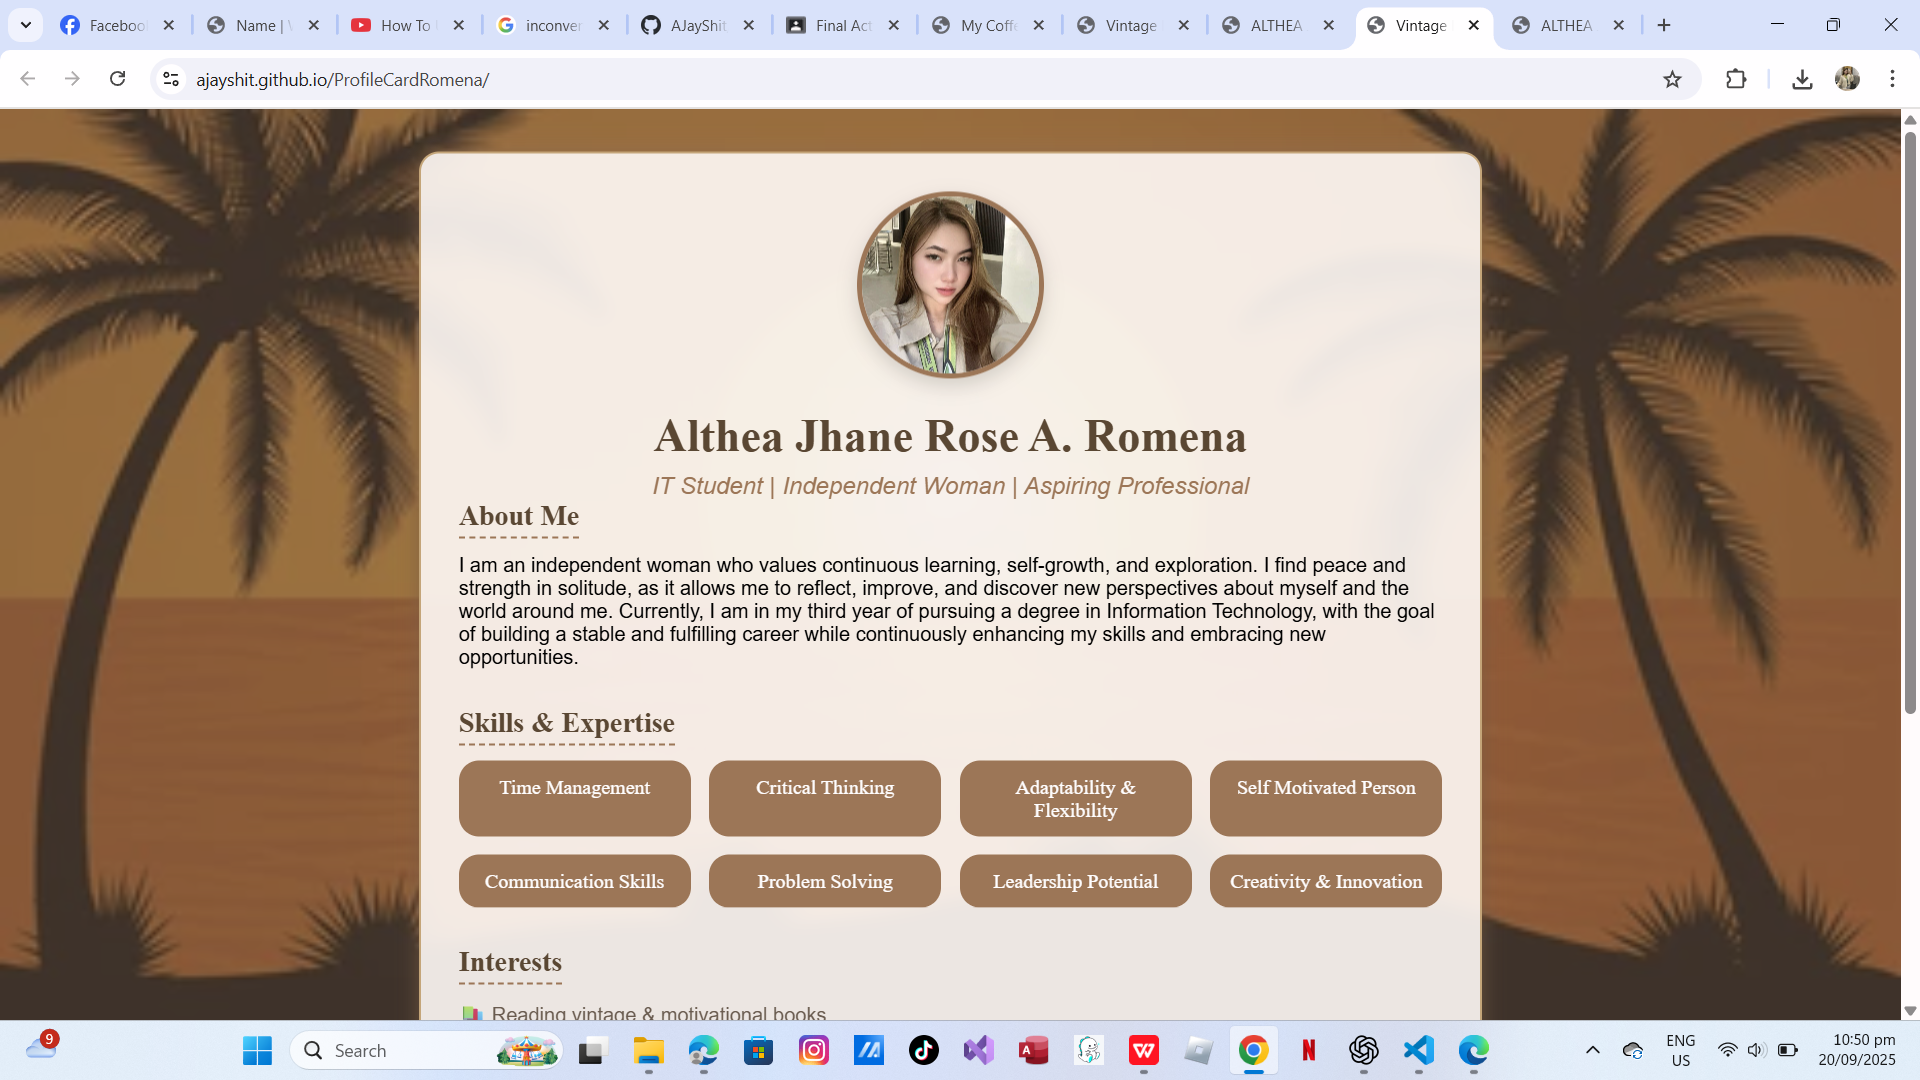 Facebook
Name | V
How To
inconver
AJayShit
Final Act
My Coffe
Vintage
ALTHEA
Vintage
ALTHEA
ajayshit.github.io/ProfileCardRomena/
Althea Jhane Rose A. Romena
IT Student | Independent Woman | Aspiring Professional
About Me
I am an independent woman who values continuous learning, self-growth, and exploration. I find peace and
strength in solitude, as it allows me to reflect, improve, and discover new perspectives about myself and the
world around me. Currently, I am in my third year of pursuing a degree in Information Technology, with the goal
of building a stable and fulfilling career while continuously enhancing my skills and embracing new
opportunities.
Skills & Expertise
Time Management
Critical Thinking
Adaptability &
Flexibility
Self Motivated Person
Communication Skills
Problem Solving
Leadership Potential
Creativity & Innovation
Interests
Reading vintage & motivational books
9
Search
ENG
US
10:50 pm
20/09/2025